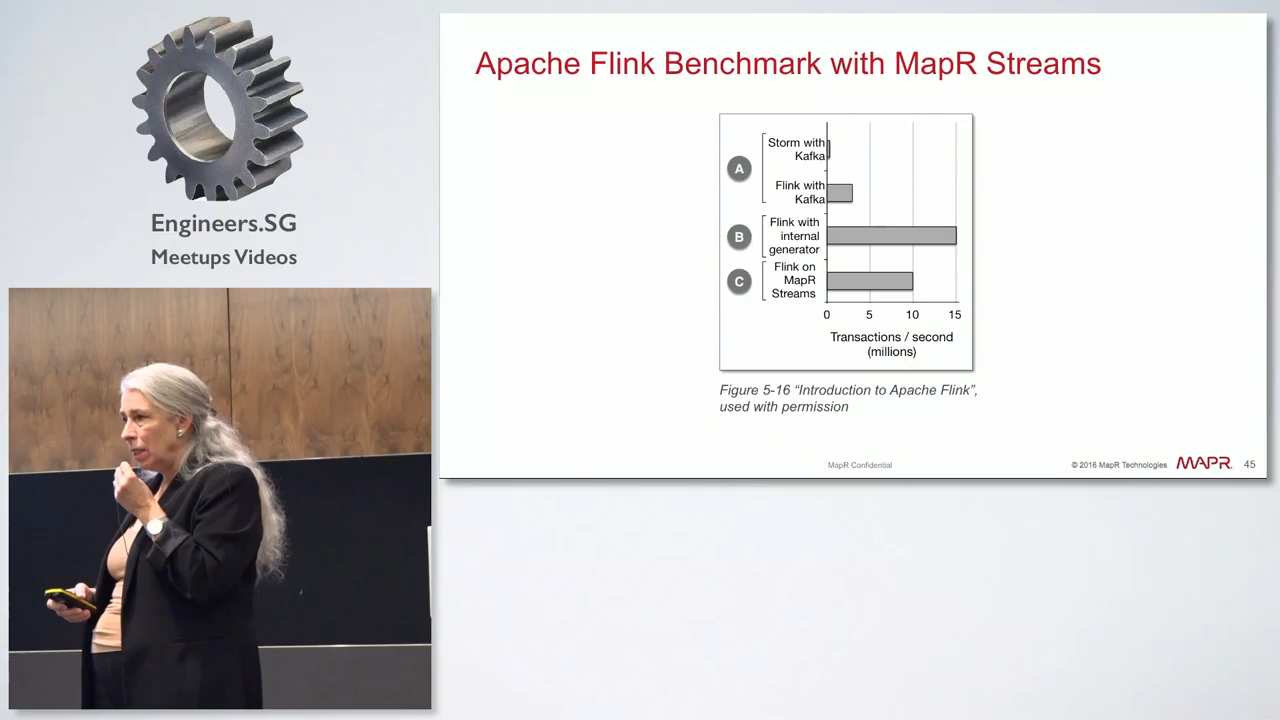 Engineers.SG
Meetups Videos
Apache Flink Benchmark with MapR Streams
A
Storm with
Kafka
Flink with
Kafka
B
Flink with
internal
generator
C
Flink on
MapR
Streams
0 5 10 15
Transactions / second
(millions)
Figure 5-16 “Introduction to Apache Flink”,
used with permission
MapR Confidential
© 2016 MapR Technologies MAPR. 45